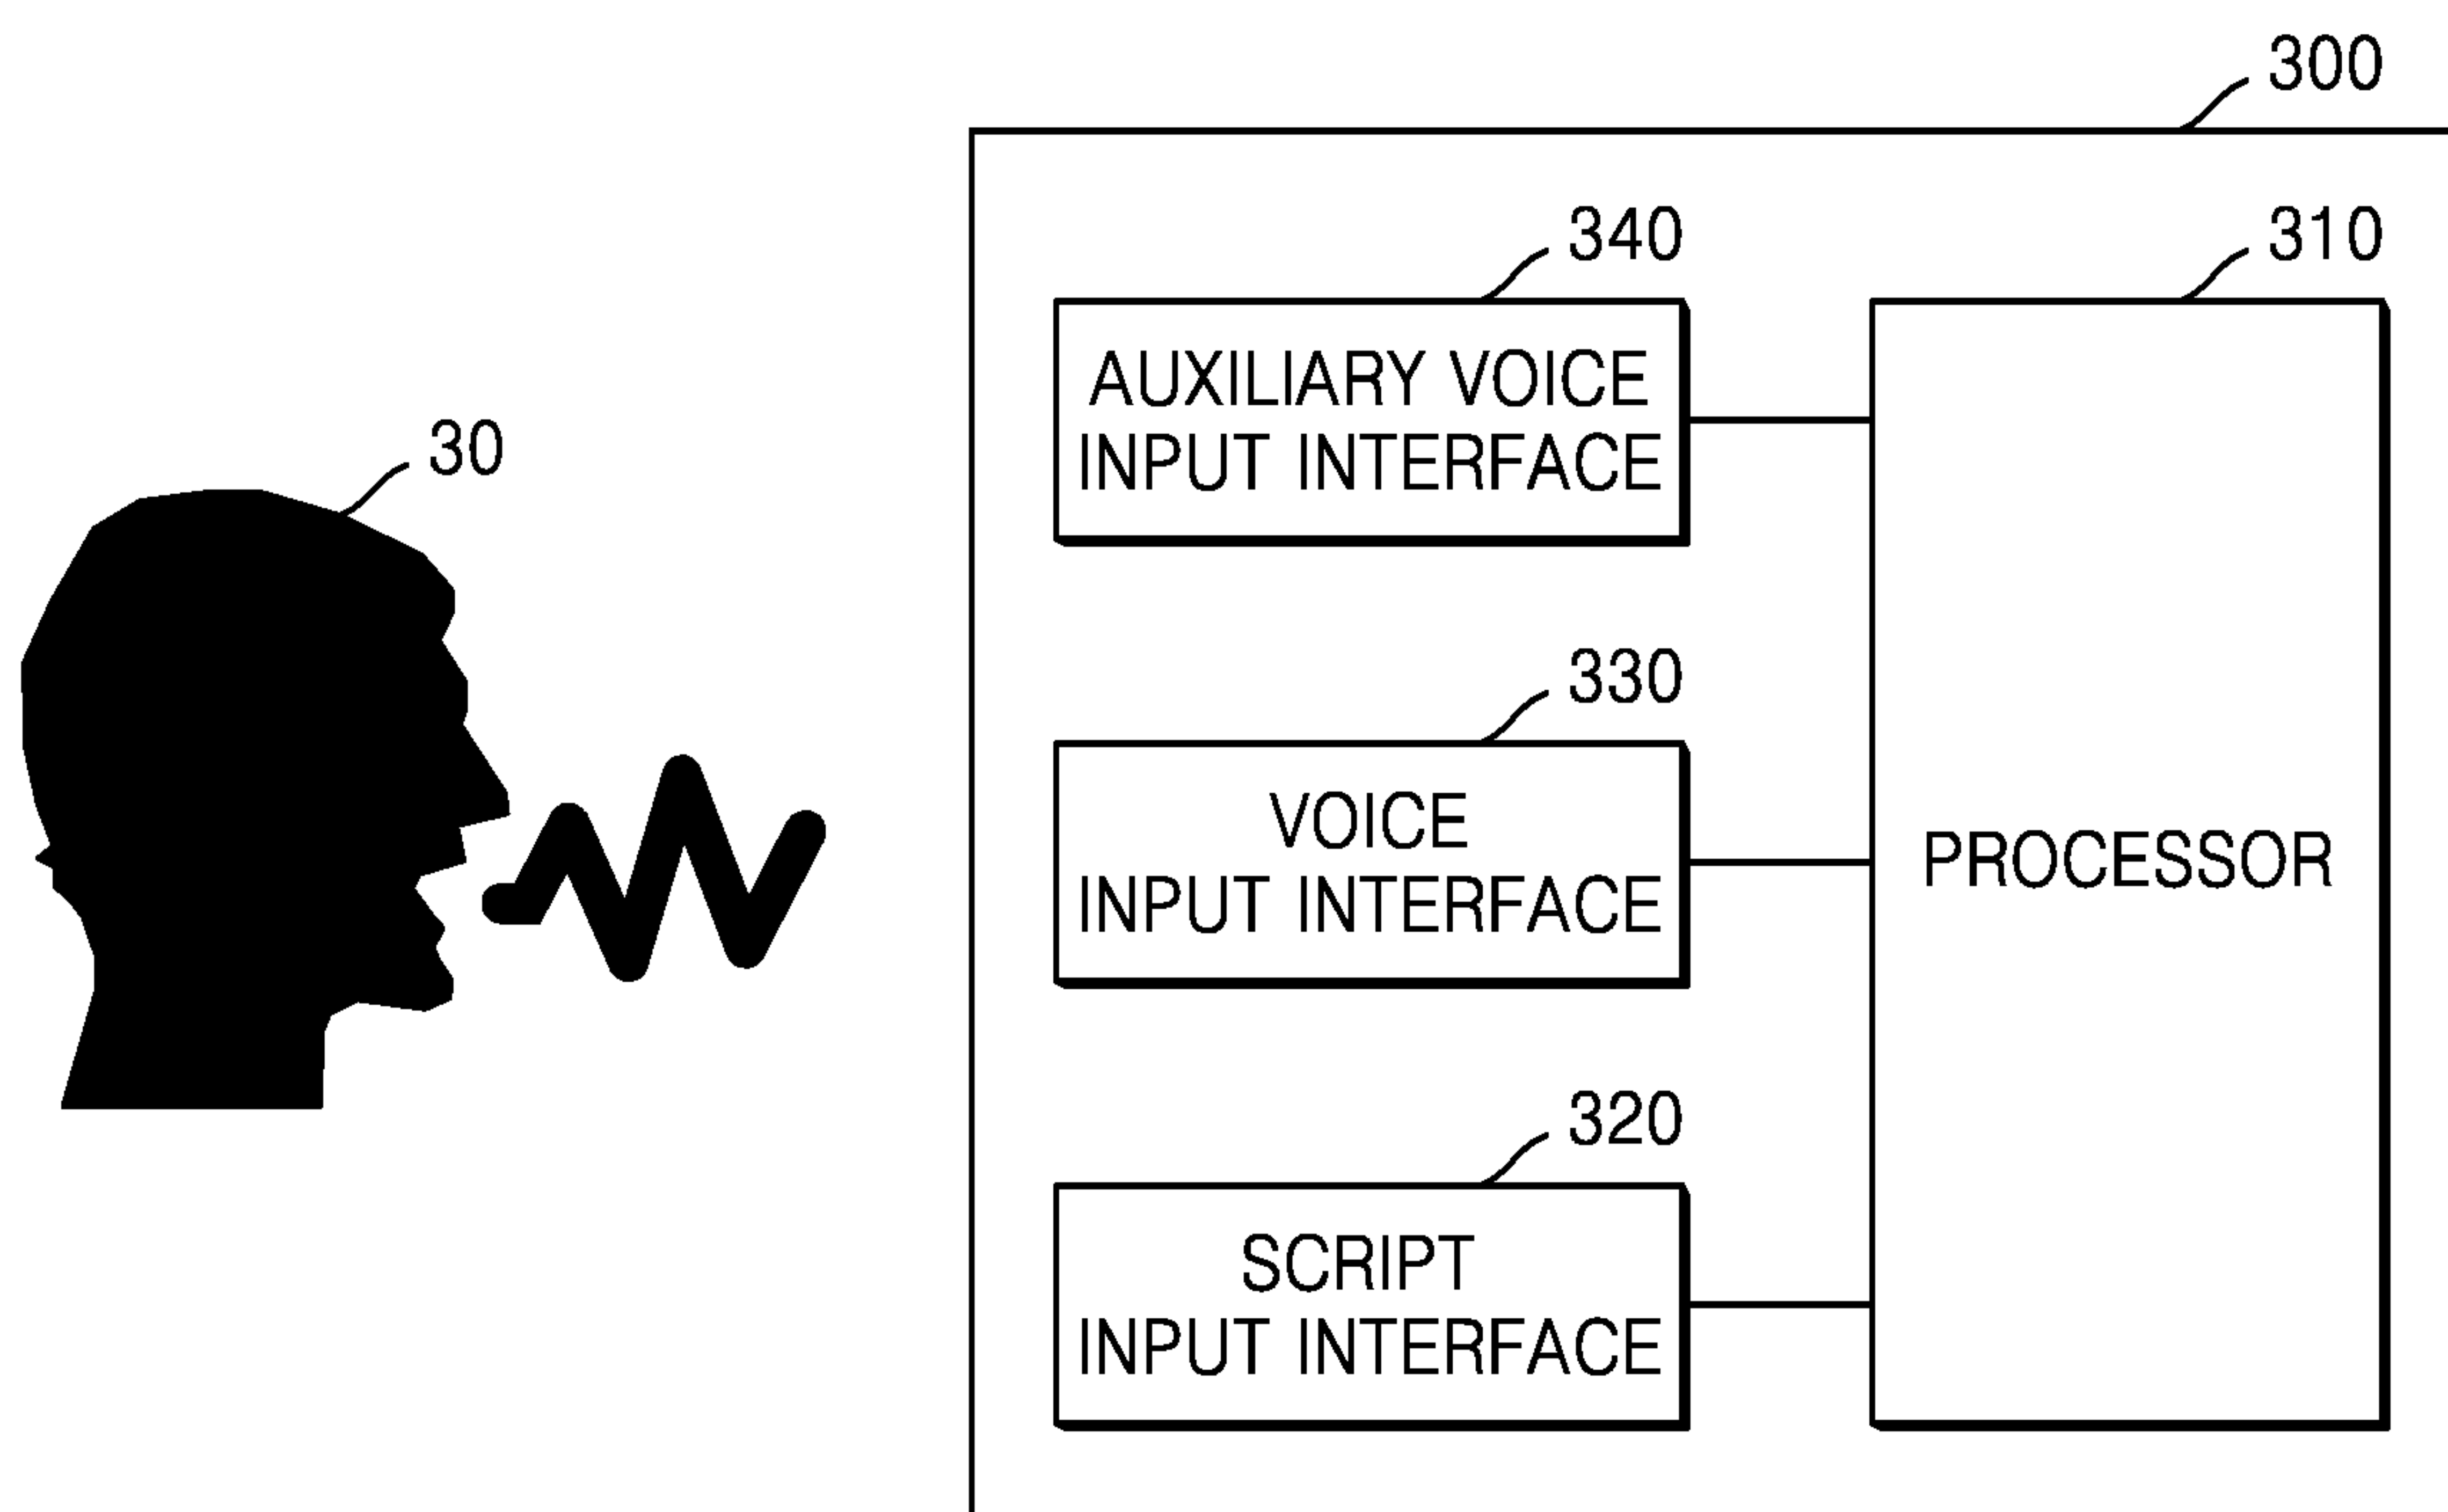 300
340
310
AUXILIARY VOICE
INPUT INTERFACE
30
330
VOICE
INPUT INTERFACE
PROCESSOR
320
SCRIPT
INPUT INTERFACE